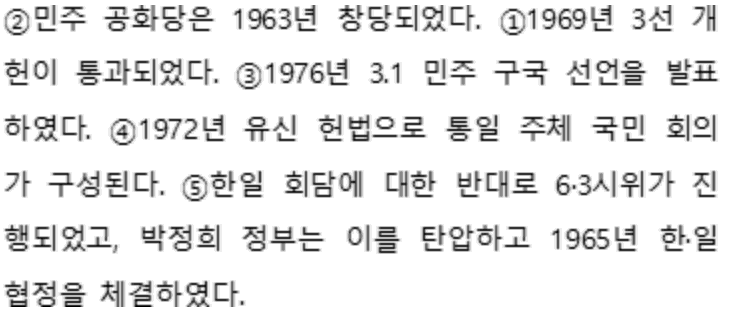 ②민주 공화당은 1963년 창당되었다. ①1969년 3선 개
헌이 통과되었다. ③1976년 3.1 민주 구국 선언을 발표
하였다. ④1972년 유신 헌법으로 통일 주체 국민 회의
가 구성된다. ⑤한일 회담에 대한 반대로 6·3시위가 진
행되었고, 박정희 정부는 이를 탄압하고 1965년 한·일
협정을 체결하였다.